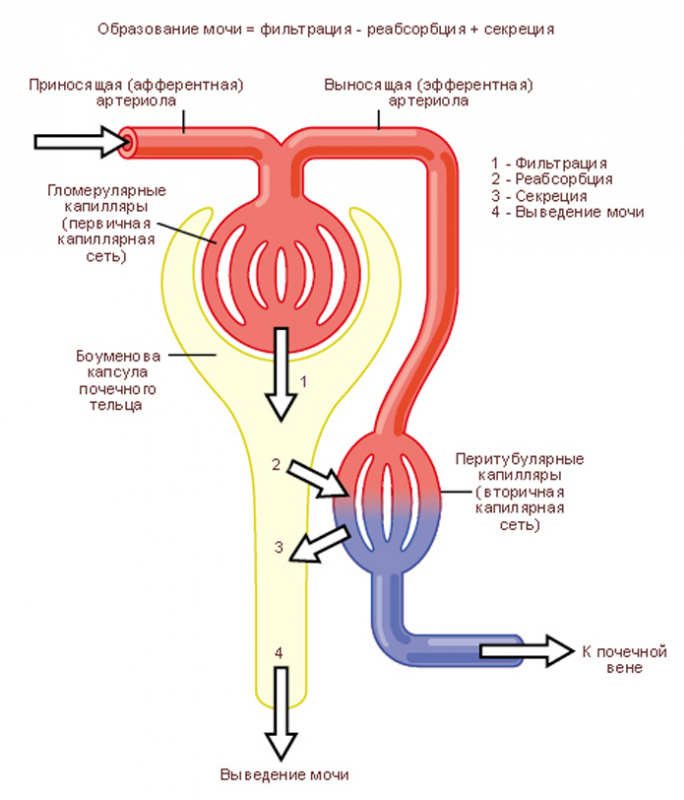 Образование мочи = фильтрация - реабсорбция + секреция
Приносящая (афферентная)
артериола
Выносящая (эфферентная)
артериола
1 - Фильтрация
2 - Реабсорбция
3 - Секреция
4 - Выведение мочи
Гломерулярные
капилляры
(первичная
капиллярная
сеть)
Боуменова
капсула
почечного
тельца
1
2
3
4
Перитубулярные
капилляры
(вторичная
капилярная
сеть)
К почечной
вене
Выведение мочи